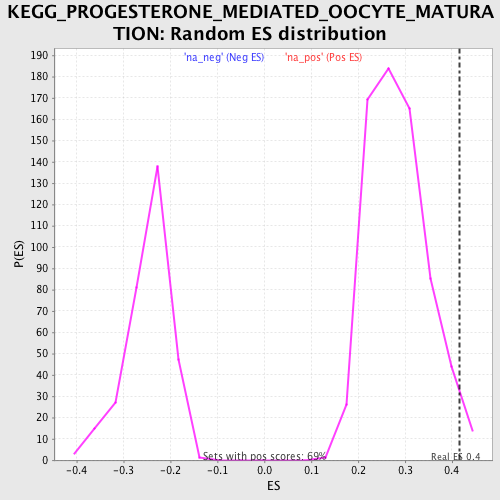 KEGG_PROGESTERONE_MEDIATED_OOCYTE_MATURA
TION: Random ES distribution
'na_neg' (Neg ES) 'na_pos' (Pos ES)
190
180
170
160
150
140
130
120
110
100
90
80
70
60
50
40
30
20
10
0
P(ES)
Sets with pos scores: 69%
Real ES 0.4
-0.4 -0.3 -0.2 -0.1 0.0 0.1 0.2 0.3 0.4
ES